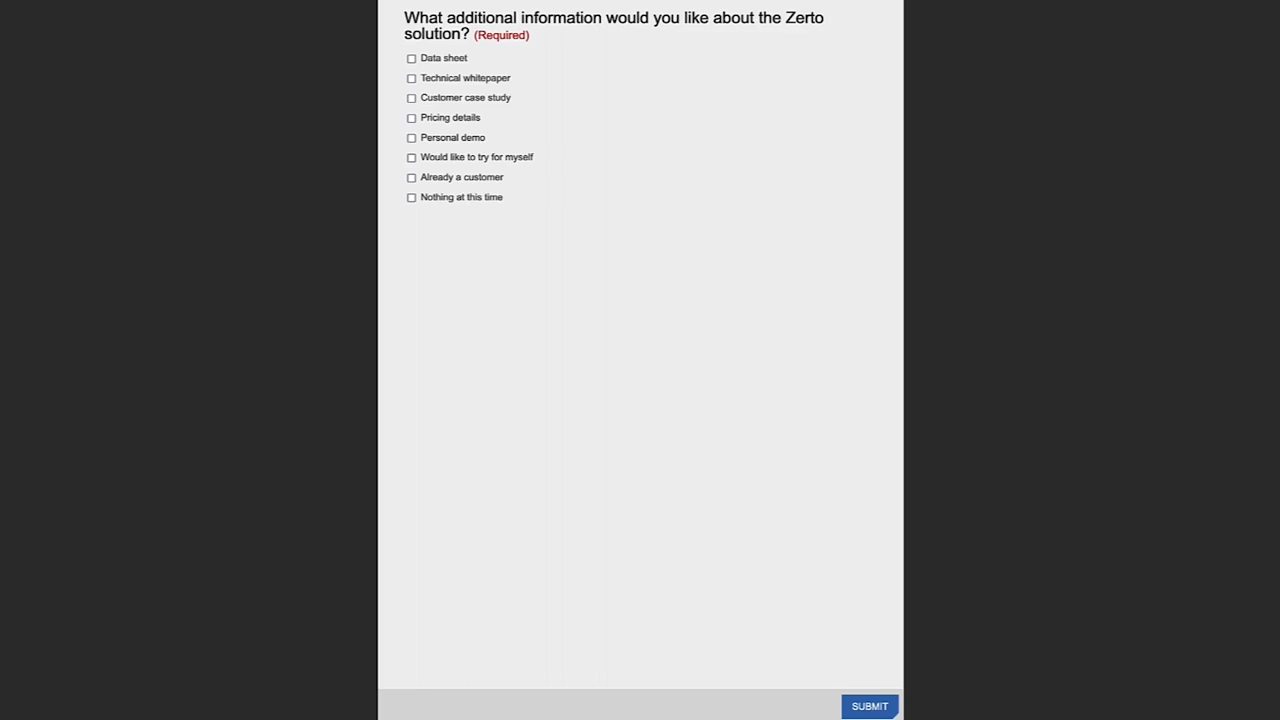 What additional information would you like about the Zerto
solution? (Required)
Data sheet
Technical whitepaper
Customer case study
Pricing details
Personal demo
Would like to try for myself
Already a customer
Nothing at this time
SUBMIT